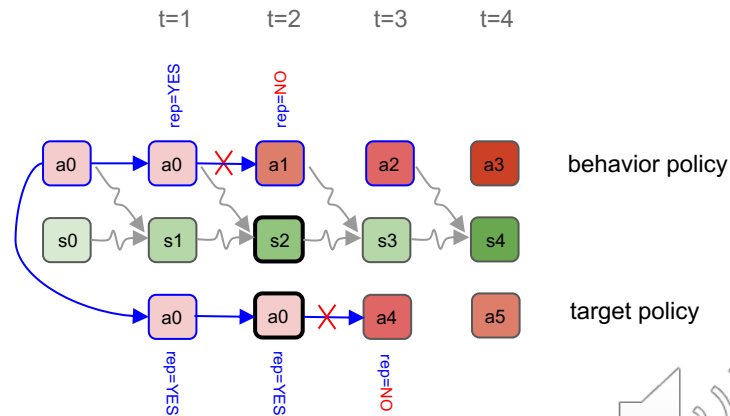 t=1 t=2 t=3 t=4
rep=YES rep=NO
a0 a0 a1 a2 a3 behavior policy
s0 s1 s2 s3 s4
a0 a0 a4 a5 target policy
rep=YES rep=YES rep=NO